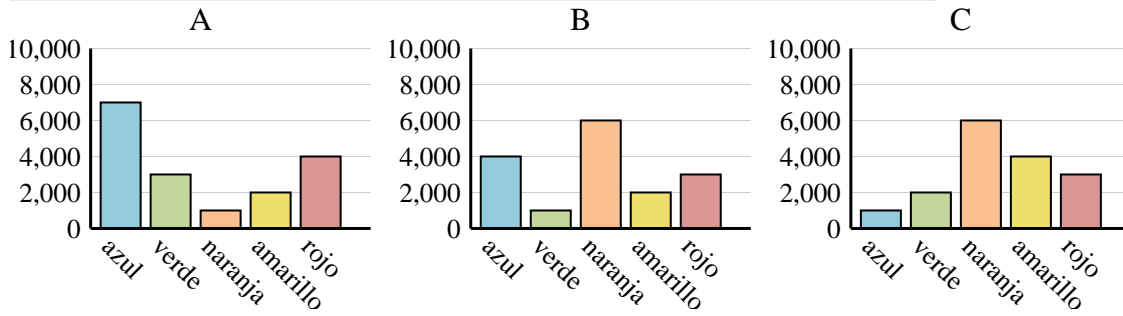 A
10,000
8,000
6,000
4,000
2,000
0
azul
verde
naranja
amarillo
rojo
B
10,000
8,000
6,000
4,000
2,000
0
azul
verde
naranja
amarillo
rojo
C
10,000
8,000
6,000
4,000
2,000
0
azul
verde
naranja
amarillo
rojo